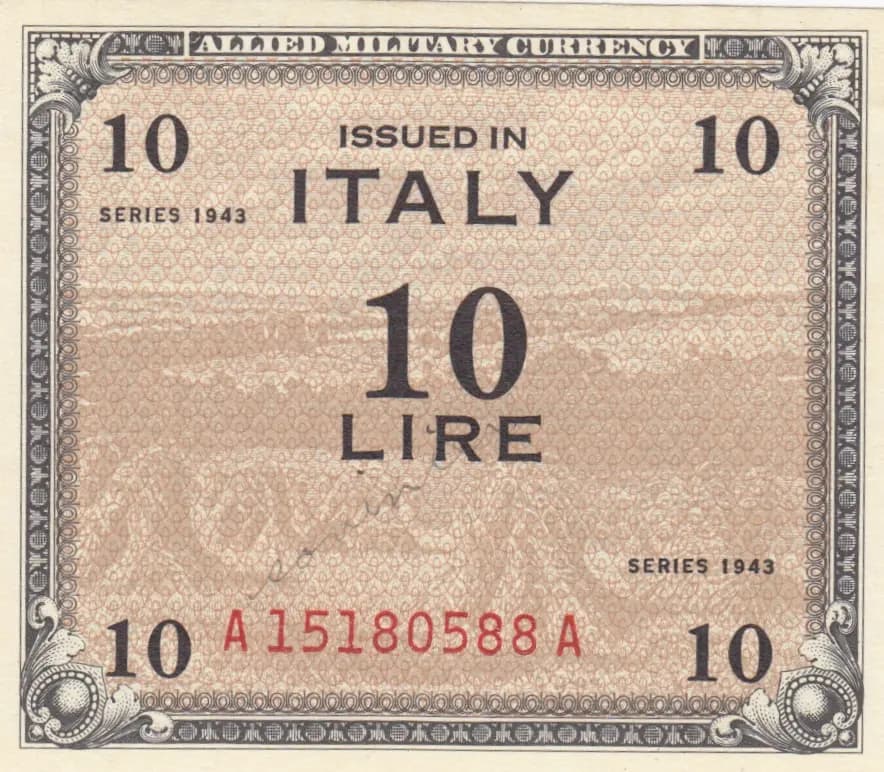 ALLIED MILITARY CURRENCY
10 10
ISSUED IN
ITALY
SERIES 1943
10
LIRE
SERIES 1943
10 10
A 15180588 A